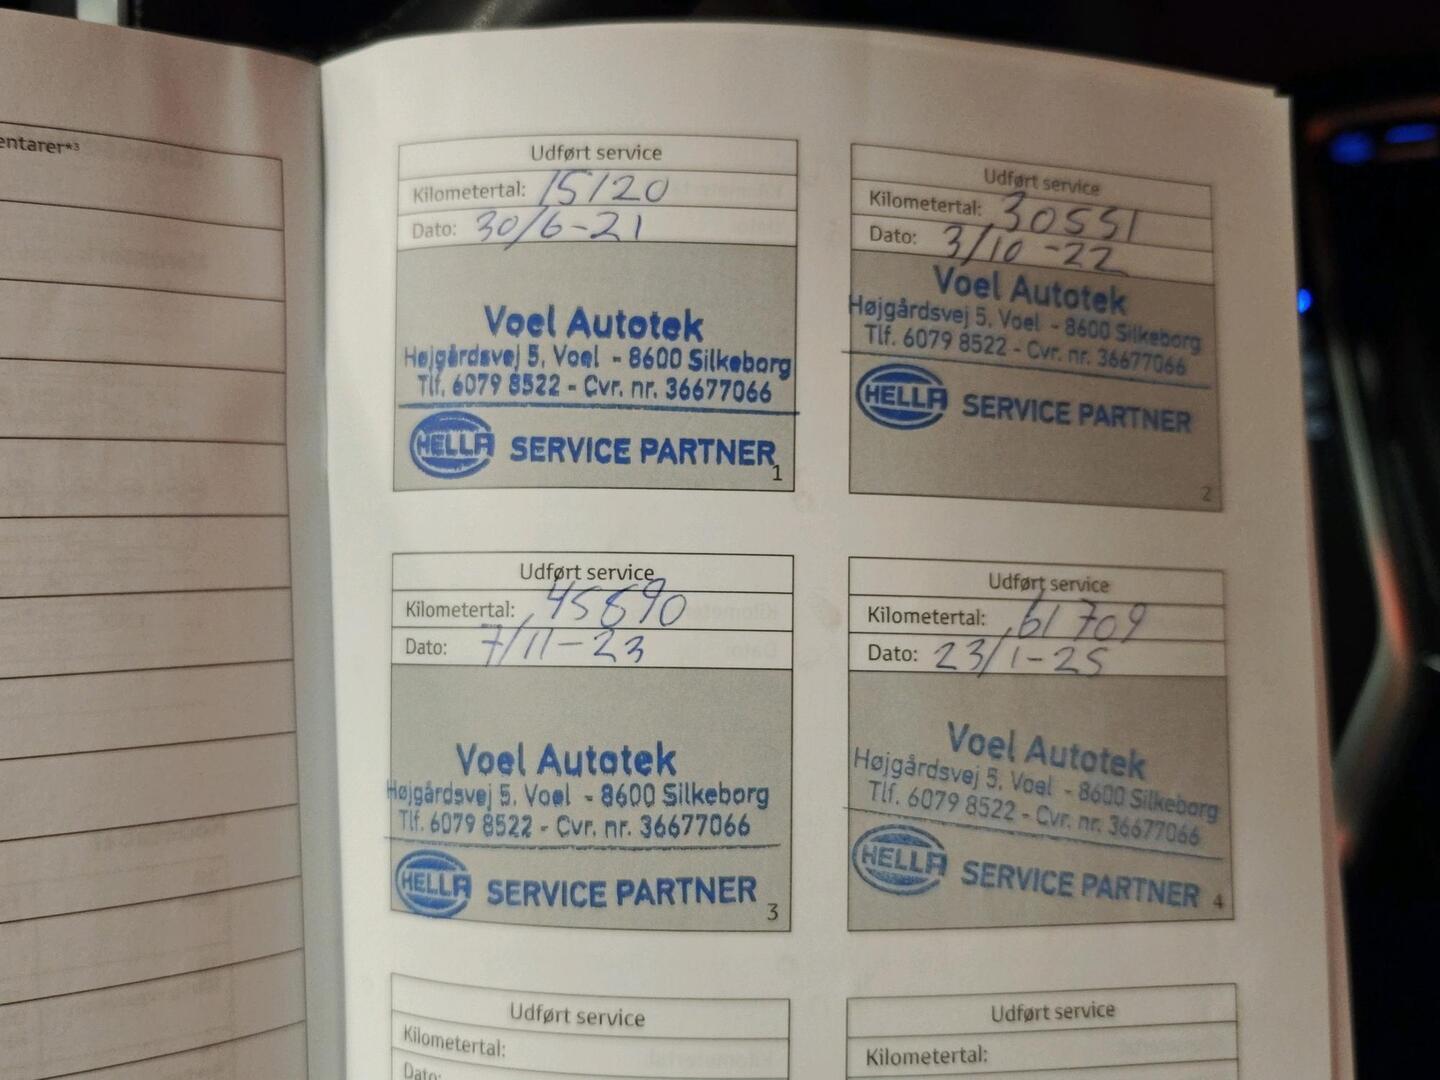 entarer*3
Udført service
Kilometertal: 15120
Dato: 30/6-21
Voel Autotek
Højgårdsvej 5, Voel - 8600 Silkeborg
Tlf. 6079 8522 - Cvr. nr. 36677066
HELLA SERVICE PARTNER
1
Udført service
Kilometertal: 30551
Dato: 3/10-22
Voel Autotek
Højgårdsvej 5, Voel - 8600 Silkeborg
Tlf. 6079 8522 - Cvr. nr. 36677066
HELLA SERVICE PARTNER
2
Udført service
Kilometertal: 45890
Dato: 7/11-23
Voel Autotek
Højgårdsvej 5, Voel - 8600 Silkeborg
Tlf. 6079 8522 - Cvr. nr. 36677066
HELLA SERVICE PARTNER
3
Udført service
Kilometertal: 61709
Dato: 23/1-25
Voel Autotek
Højgårdsvej 5, Voel - 8600 Silkeborg
Tlf. 6079 8522 - Cvr. nr. 36677066
HELLA SERVICE PARTNER
4
Udført service
Kilometertal:
Dato:
Udført service
Kilometertal: